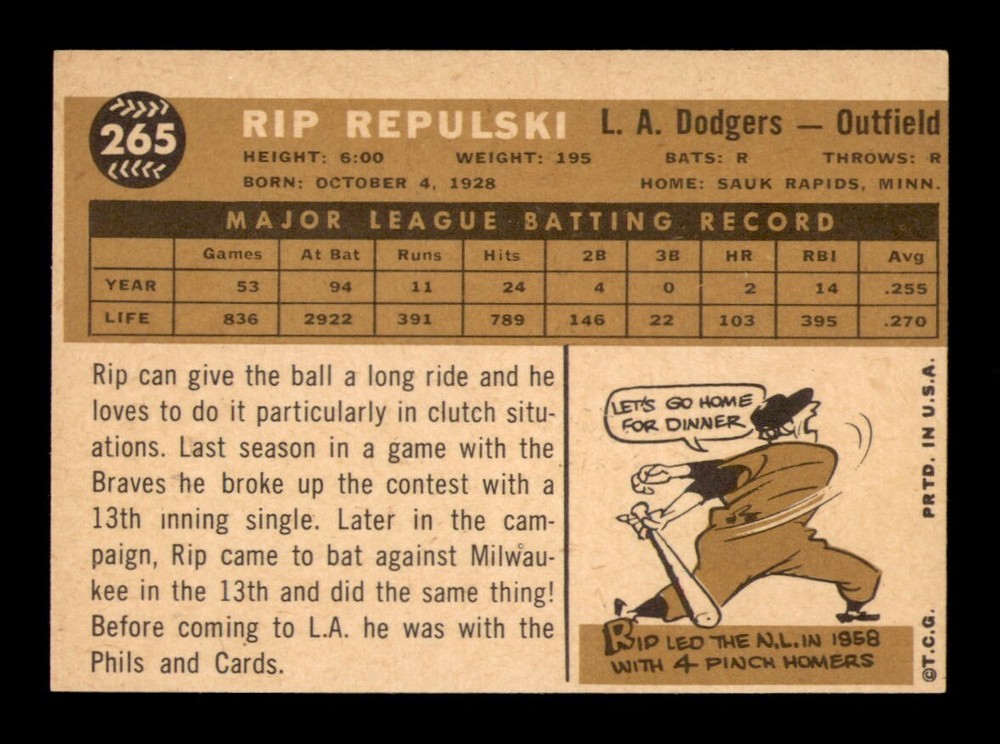 265
RIP REPULSKI L. A. Dodgers — Outfield
HEIGHT: 6:00 WEIGHT: 195 BATS: R THROWS: R
BORN: OCTOBER 4, 1928 HOME: SAUK RAPIDS, MINN.
MAJOR LEAGUE BATTING RECORD
Games At Bat Runs Hits 2B 3B HR RBI Avg
YEAR 53 94 11 24 4 0 2 14 .255
LIFE 836 2922 391 789 146 22 103 395 .270
Rip can give the ball a long ride and he
loves to do it particularly in clutch situ-
ations. Last season in a game with the
Braves he broke up the contest with a
13th inning single. Later in the cam-
paign, Rip came to bat against Milwau-
kee in the 13th and did the same thing!
Before coming to L.A. he was with the
Phils and Cards.
LET'S GO HOME
FOR DINNER
RIP LED THE N.L. IN 1958
WITH 4 PINCH HOMERS
©T.C.G. PRTD. IN U.S.A.